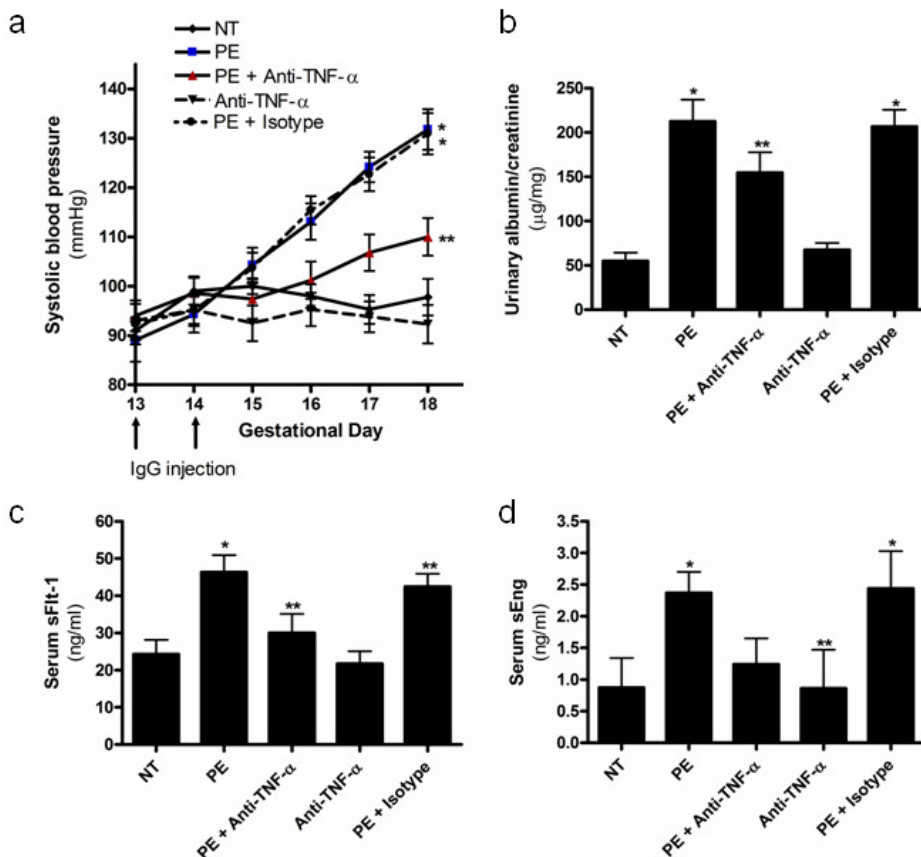 a
NT
PE
PE + Anti-TNF-α
Anti-TNF-α
PE + Isotype
Systolic blood pressure
(mmHg)
140
130
120
110
100
90
80
*
*
**
13
14
15
16
17
18
Gestational Day
IgG injection
b
Urinary albumin/creatinine
(µg/mg)
250
200
150
100
50
0
*
**
*
NT
PE
PE + Anti-TNF-α
Anti-TNF-α
PE + Isotype
c
Serum sFlt-1
(ng/ml)
60
50
40
30
20
10
0
*
**
**
NT
PE
PE + Anti-TNF-α
Anti-TNF-α
PE + Isotype
d
Serum sEng
(ng/ml)
3.5
3.0
2.5
2.0
1.5
1.0
0.5
0.0
*
**
*
NT
PE
PE + Anti-TNF-α
Anti-TNF-α
PE + Isotype